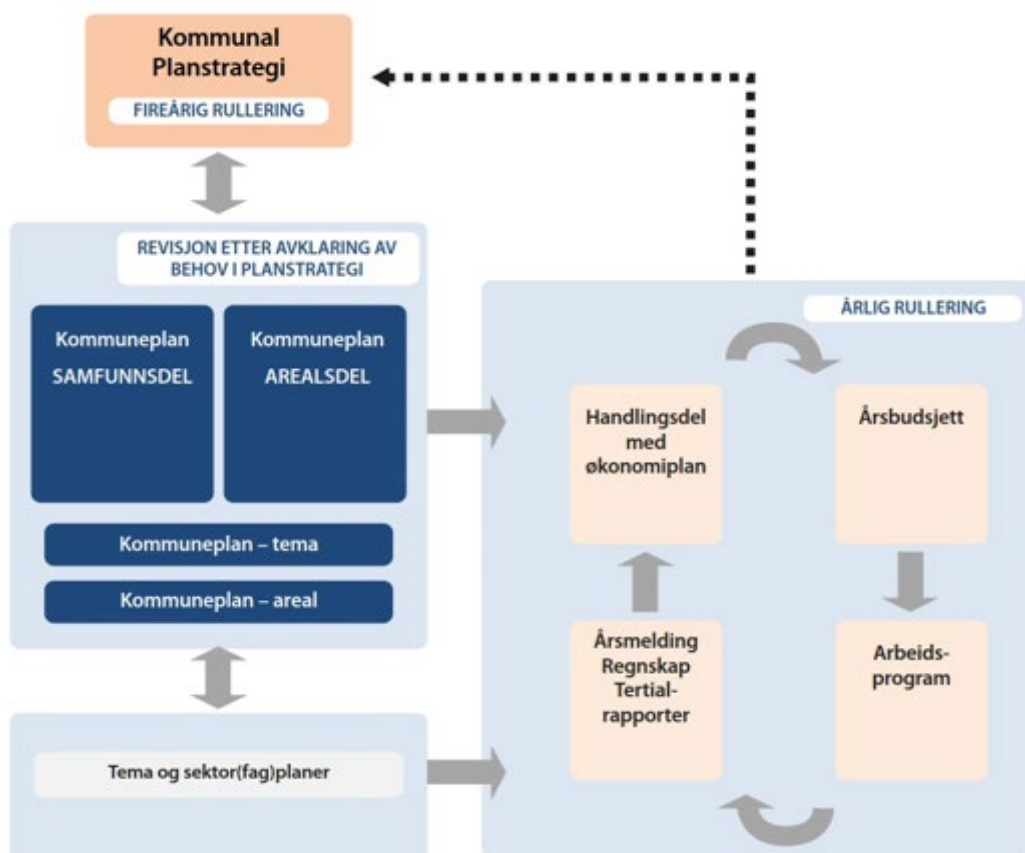 Kommunal
Planstrategi
FIREÅRIG RULLERING
REVISJON ETTER AVKLARING AV
BEHOV I PLANSTRATEGI
Kommuneplan
SAMFUNNSDEL
Kommuneplan
AREALSDEL
Kommuneplan – tema
Kommuneplan – areal
Tema og sektor(fag)planer
ÅRLIG RULLERING
Handlingsdel
med
økonomiplan
Årsbudsjett
Årsmelding
Regnskap
Tertial-
rapporter
Arbeids-
program